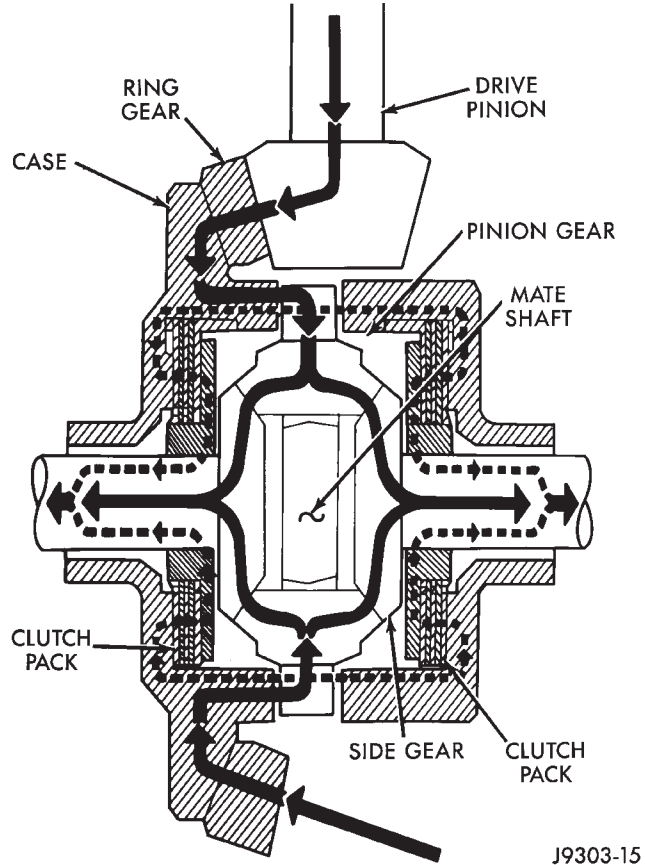 DRIVE
PINION
RING
GEAR
CASE
PINION GEAR
MATE
SHAFT
CLUTCH
PACK
SIDE GEAR
CLUTCH
PACK
J9303-15